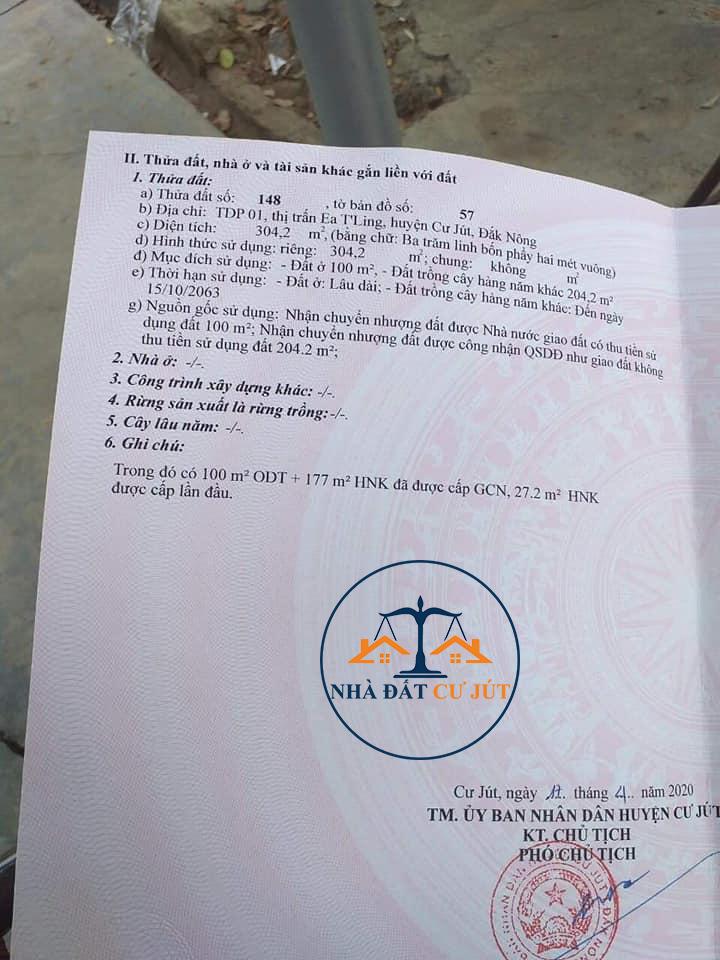 II. Thửa đất, nhà ở và tài sản khác gắn liền với đất
1. Thửa đất:
a) Thửa đất số: 148 , tờ bản đồ số: 57
b) Địa chỉ: TDP 01, thị trấn Ea T'Ling, huyện Cư Jút, Đắk Nông
c) Diện tích: 304,2 m², (bằng chữ: Ba trăm linh bốn phẩy hai mét vuông)
d) Hình thức sử dụng: riêng: 304,2 m²; chung: không m²
đ) Mục đích sử dụng: - Đất ở 100 m², - Đất trồng cây hàng năm khác 204,2 m²
e) Thời hạn sử dụng: - Đất ở: Lâu dài; - Đất trồng cây hàng năm khác: Đến ngày
15/10/2063
g) Nguồn gốc sử dụng: Nhận chuyển nhượng đất được Nhà nước giao đất có thu tiền sử
dụng đất 100 m²; Nhận chuyển nhượng đất được công nhận QSDĐ như giao đất không
thu tiền sử dụng đất 204.2 m²;
2. Nhà ở: -/-.
3. Công trình xây dựng khác: -/-.
4. Rừng sản xuất là rừng trồng: -/-.
5. Cây lâu năm: -/-.
6. Ghi chú:
Trong đó có 100 m² ODT + 177 m² HNK đã được cấp GCN, 27.2 m² HNK
được cấp lần đầu.
NHÀ ĐẤT CƯ JÚT
Cư Jút, ngày 17. tháng 4.. năm 2020
TM. ỦY BAN NHÂN DÂN HUYỆN CƯ JÚT
KT. CHỦ TỊCH
PHÓ CHỦ TỊCH